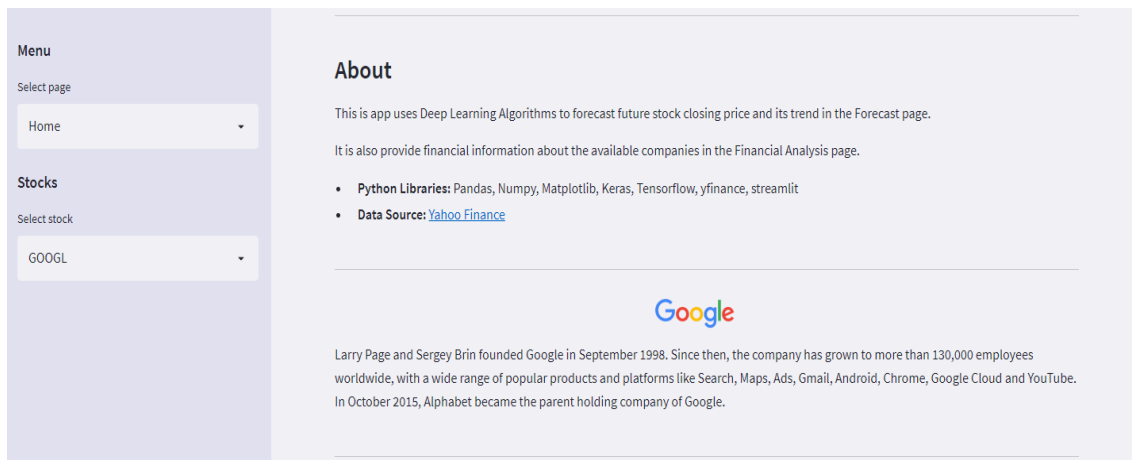 Menu
Select page
Home
Stocks
Select stock
GOOGL
About
This is app uses Deep Learning Algorithms to forecast future stock closing price and its trend in the Forecast page.
It is also provide financial information about the available companies in the Financial Analysis page.
• Python Libraries: Pandas, Numpy, Matplotlib, Keras, Tensorflow, yfinance, streamlit
• Data Source: Yahoo Finance
Google
Larry Page and Sergey Brin founded Google in September 1998. Since then, the company has grown to more than 130,000 employees
worldwide, with a wide range of popular products and platforms like Search, Maps, Ads, Gmail, Android, Chrome, Google Cloud and YouTube.
In October 2015, Alphabet became the parent holding company of Google.